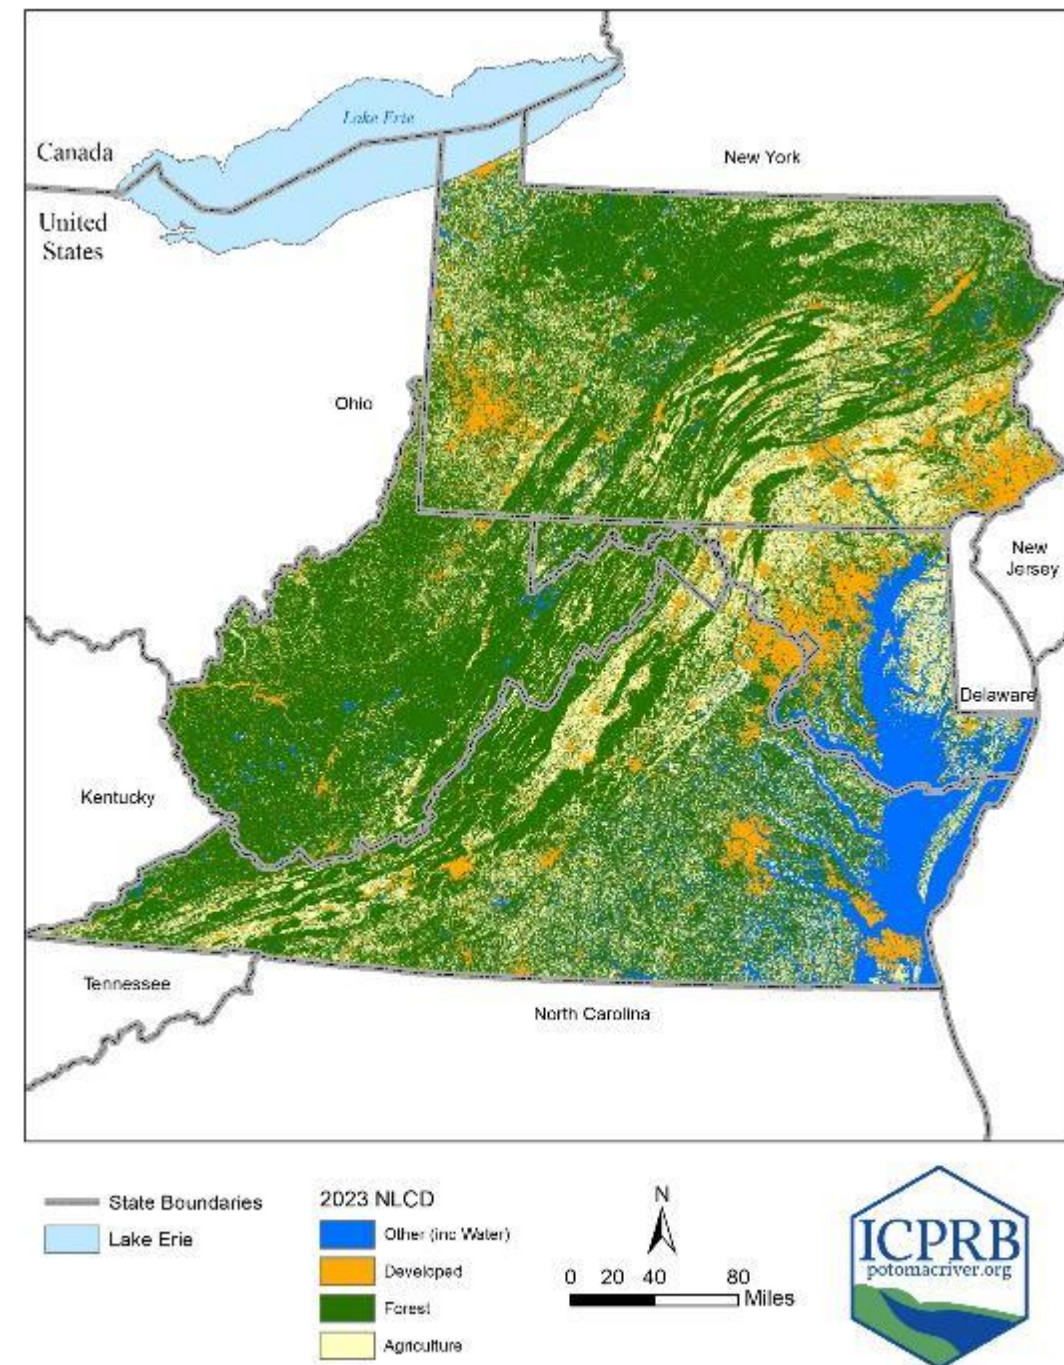 Lake Erie
Canada
New York
United
States
Ohio
New
Jersey
Delaware
Kentucky
Tennessee
North Carolina
State Boundaries
Lake Erie
2023 NLCD
Other (inc Water)
Developed
Forest
Agriculture
N
0 20 40 80
Miles
ICPRB
potomacriver.org